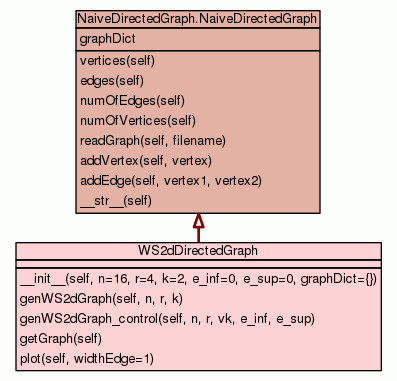 NaiveDirectedGraph.NaiveDirectedGraph
graphDict
vertices(self)
edges(self)
numOfEdges(self)
numOfVertices(self)
readGraph(self, filename)
addVertex(self, vertex)
addEdge(self, vertex1, vertex2)
__str__(self)
WS2dDirectedGraph
__init__(self, n=16, r=4, k=2, e_inf=0, e_sup=0, graphDict={})
genWS2dGraph(self, n, r, k)
genWS2dGraph_control(self, n, r, vk, e_inf, e_sup)
getGraph(self)
plot(self, widthEdge=1)